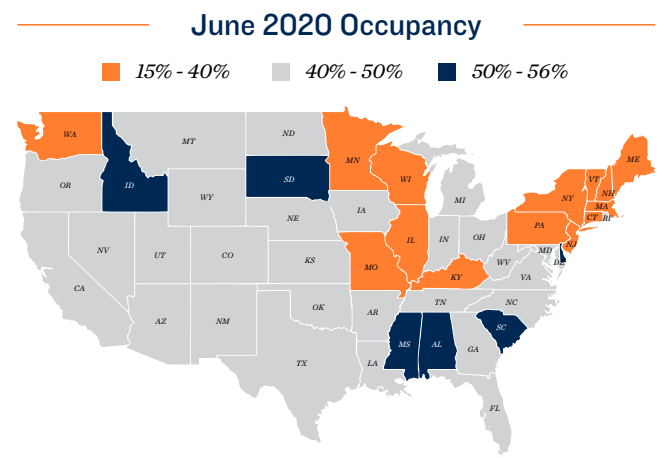 June 2020 Occupancy
15% - 40%
40% - 50%
50% - 56%
WA
MT
ND
MN
ME
OR
ID
SD
WI
VT
NH
WY
MI
NY
MA
CT
RI
NE
IA
PA
NV
UT
CO
IL
IN
OH
NJ
MD
DE
KS
MO
WV
CA
KY
VA
AZ
NM
OK
AR
TN
NC
SC
MS
AL
GA
TX
LA
FL